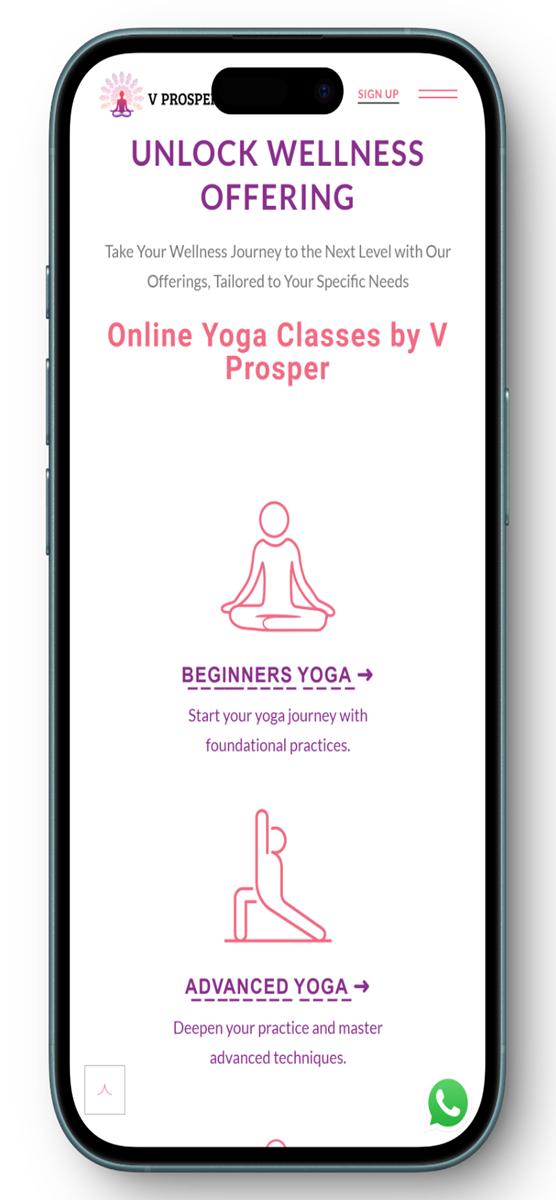 V PROSPE
SIGN UP
UNLOCK WELLNESS
OFFERING
Take Your Wellness Journey to the Next Level with Our
Offerings, Tailored to Your Specific Needs
Online Yoga Classes by V
Prosper
BEGINNERS YOGA →
Start your yoga journey with
foundational practices.
ADVANCED YOGA →
Deepen your practice and master
advanced techniques.